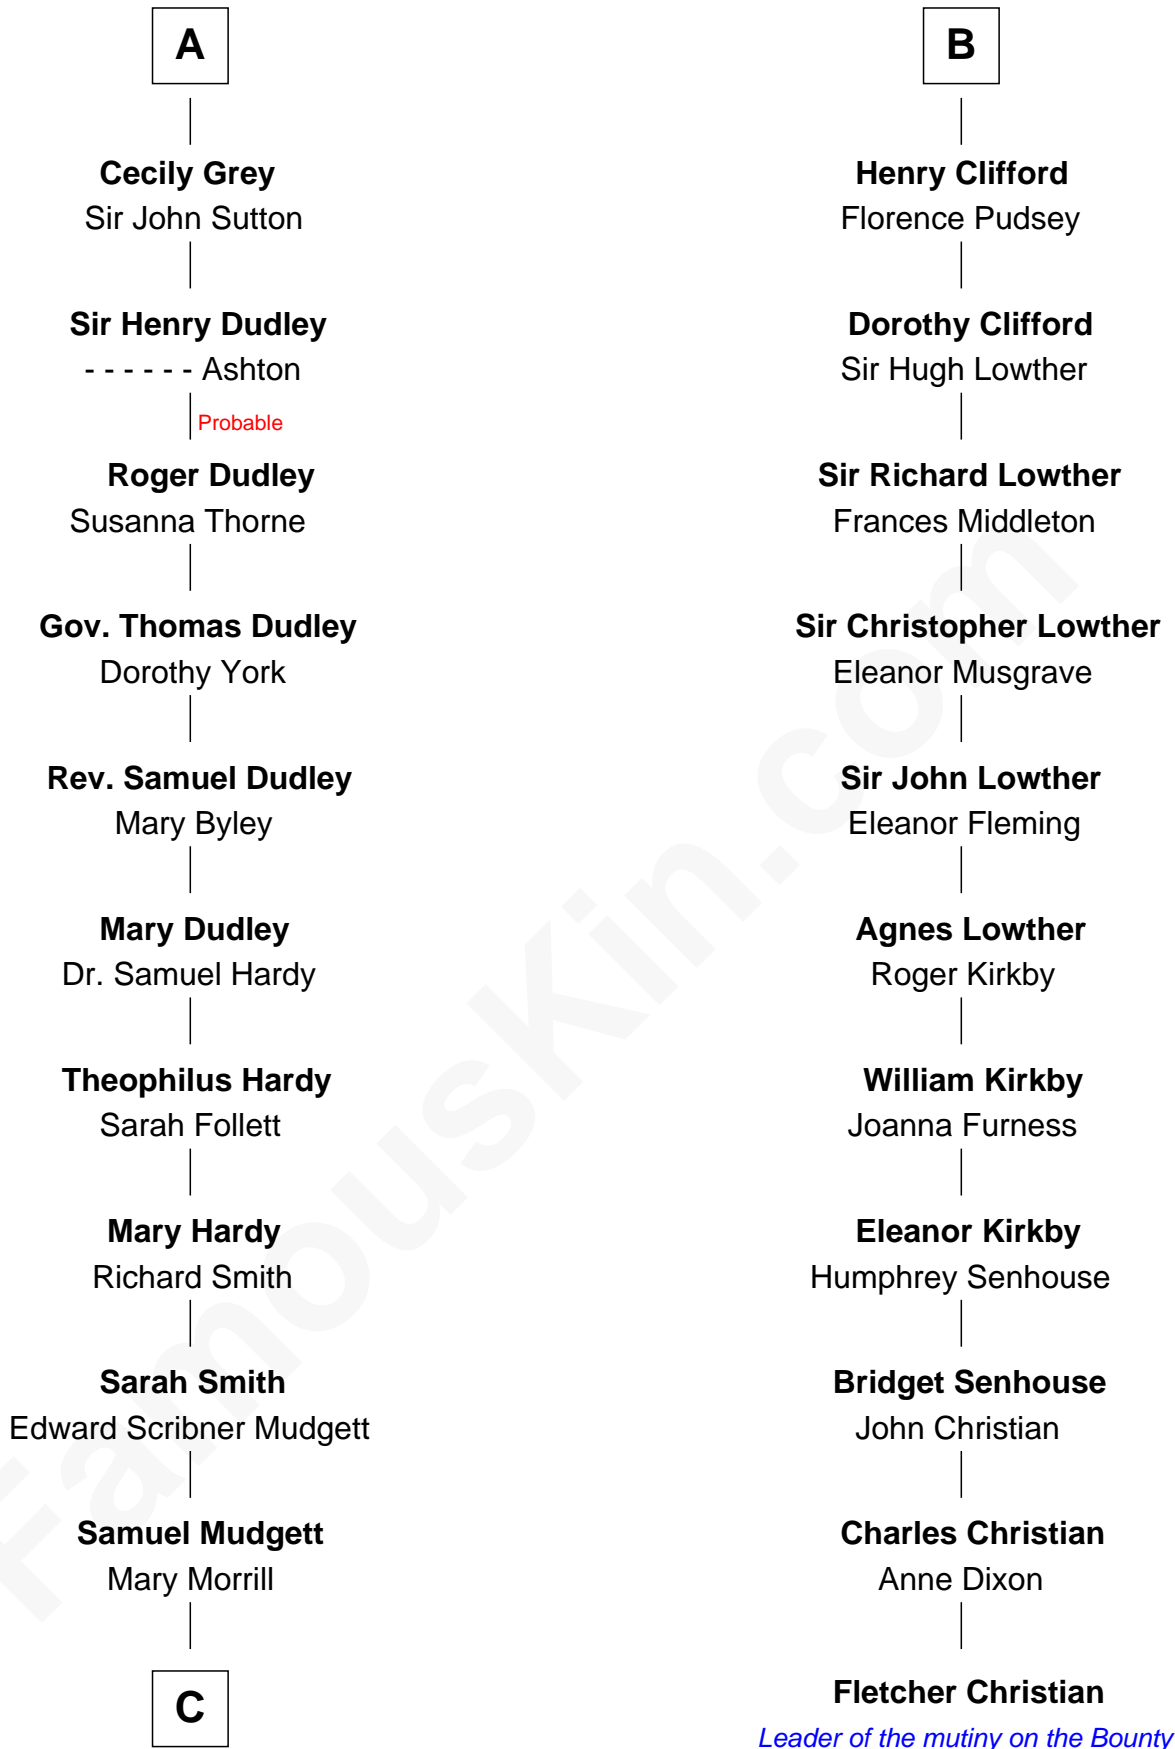 A
Cecily Grey
Sir John Sutton
Sir Henry Dudley
- - - - - - Ashton
Probable
Roger Dudley
Susanna Thorne
Gov. Thomas Dudley
Dorothy York
Rev. Samuel Dudley
Mary Byley
Mary Dudley
Dr. Samuel Hardy
Theophilus Hardy
Sarah Follett
Mary Hardy
Richard Smith
Sarah Smith
Edward Scribner Mudgett
Samuel Mudgett
Mary Morrill
C
B
Henry Clifford
Florence Pudsey
Dorothy Clifford
Sir Hugh Lowther
Sir Richard Lowther
Frances Middleton
Sir Christopher Lowther
Eleanor Musgrave
Sir John Lowther
Eleanor Fleming
Agnes Lowther
Roger Kirkby
William Kirkby
Joanna Furness
Eleanor Kirkby
Humphrey Senhouse
Bridget Senhouse
John Christian
Charles Christian
Anne Dixon
Fletcher Christian
Leader of the mutiny on the Bounty
FamousKin.com